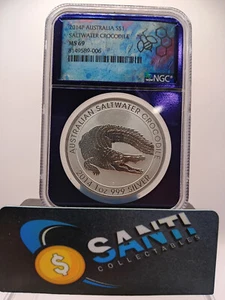 2014P AUSTRALIA S$1
SALTWATER CROCODILE
MS 69
NGC
AUSTRALIAN SALTWATER CROCODILE
2014 1oz 999 SILVER
$
SANTI
COLLECTABLES